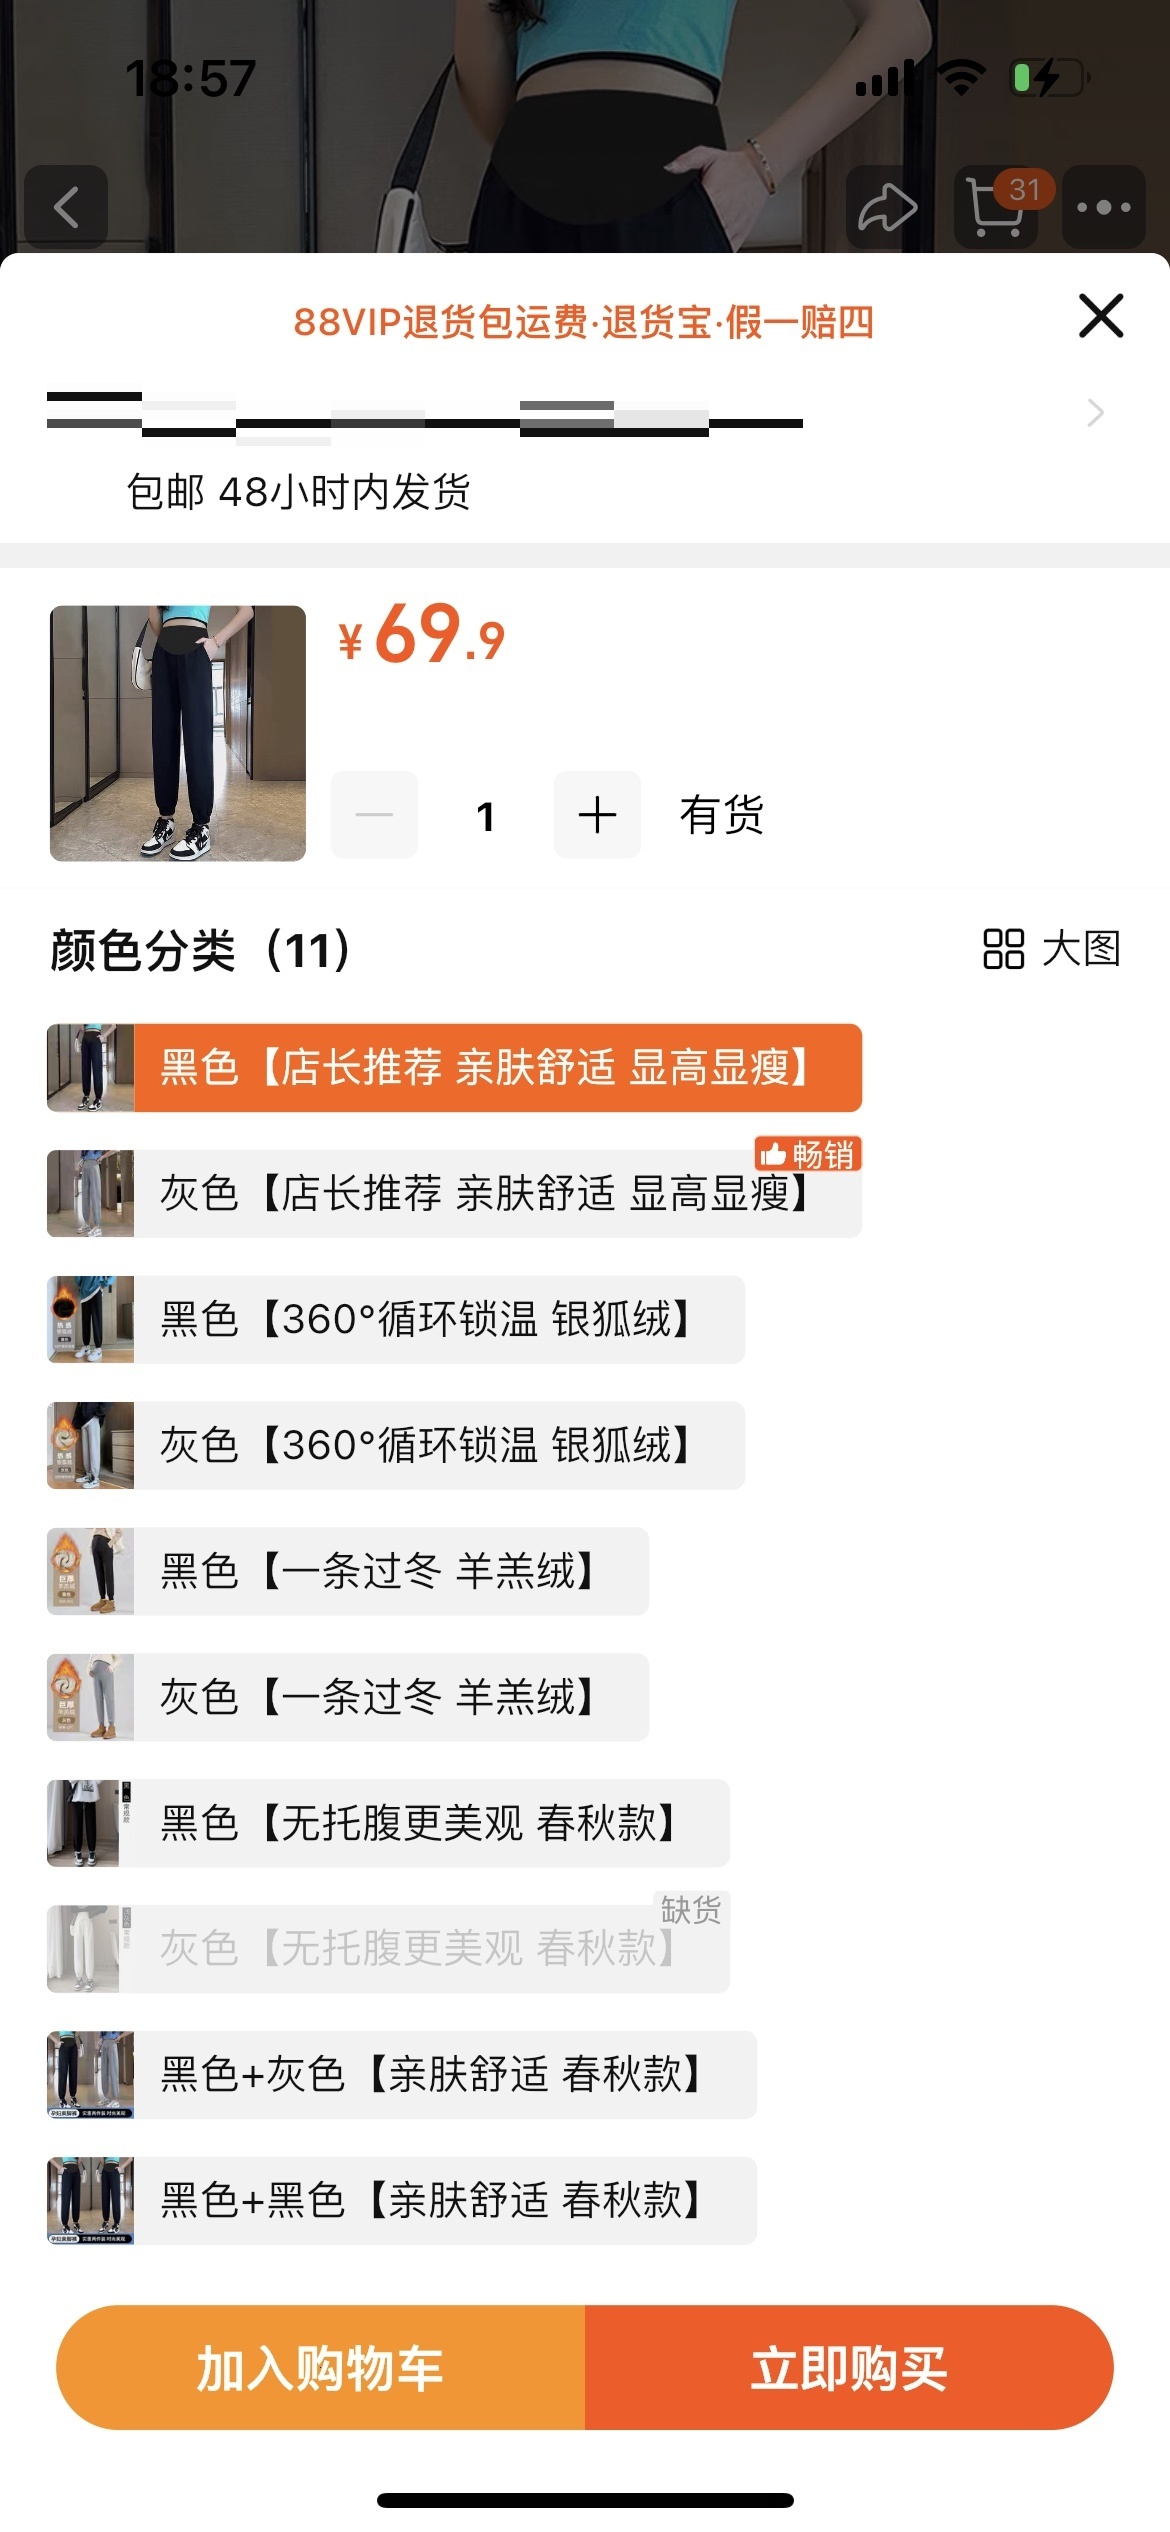 18:57
31
88VIP退货包运费·退货宝·假一赔四
包邮 48小时内发货
¥69.9
1
有货
颜色分类（11）
大图
黑色【店长推荐 亲肤舒适 显高显瘦】
畅销
灰色【店长推荐 亲肤舒适 显高显瘦】
黑色【360°循环锁温 银狐绒】
灰色【360°循环锁温 银狐绒】
黑色【一条过冬 羊羔绒】
灰色【一条过冬 羊羔绒】
黑色【无托腹更美观 春秋款】
缺货
灰色【无托腹更美观 春秋款】
黑色+灰色【亲肤舒适 春秋款】
黑色+黑色【亲肤舒适 春秋款】
加入购物车
立即购买